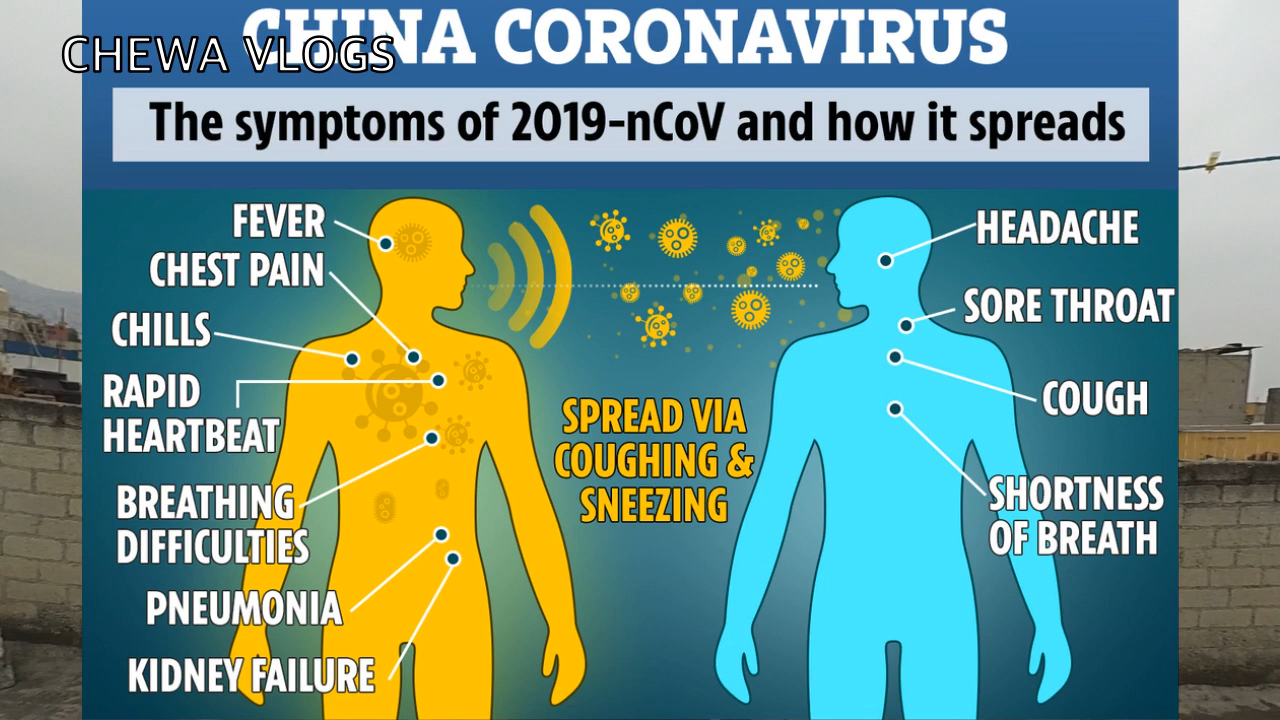 CHINA CORONAVIRUS
CHEWA VLOGS
The symptoms of 2019-nCoV and how it spreads
FEVER
CHEST PAIN
CHILLS
RAPID
HEARTBEAT
BREATHING
DIFFICULTIES
PNEUMONIA
KIDNEY FAILURE
SPREAD VIA
COUGHING &
SNEEZING
HEADACHE
SORE THROAT
COUGH
SHORTNESS
OF BREATH